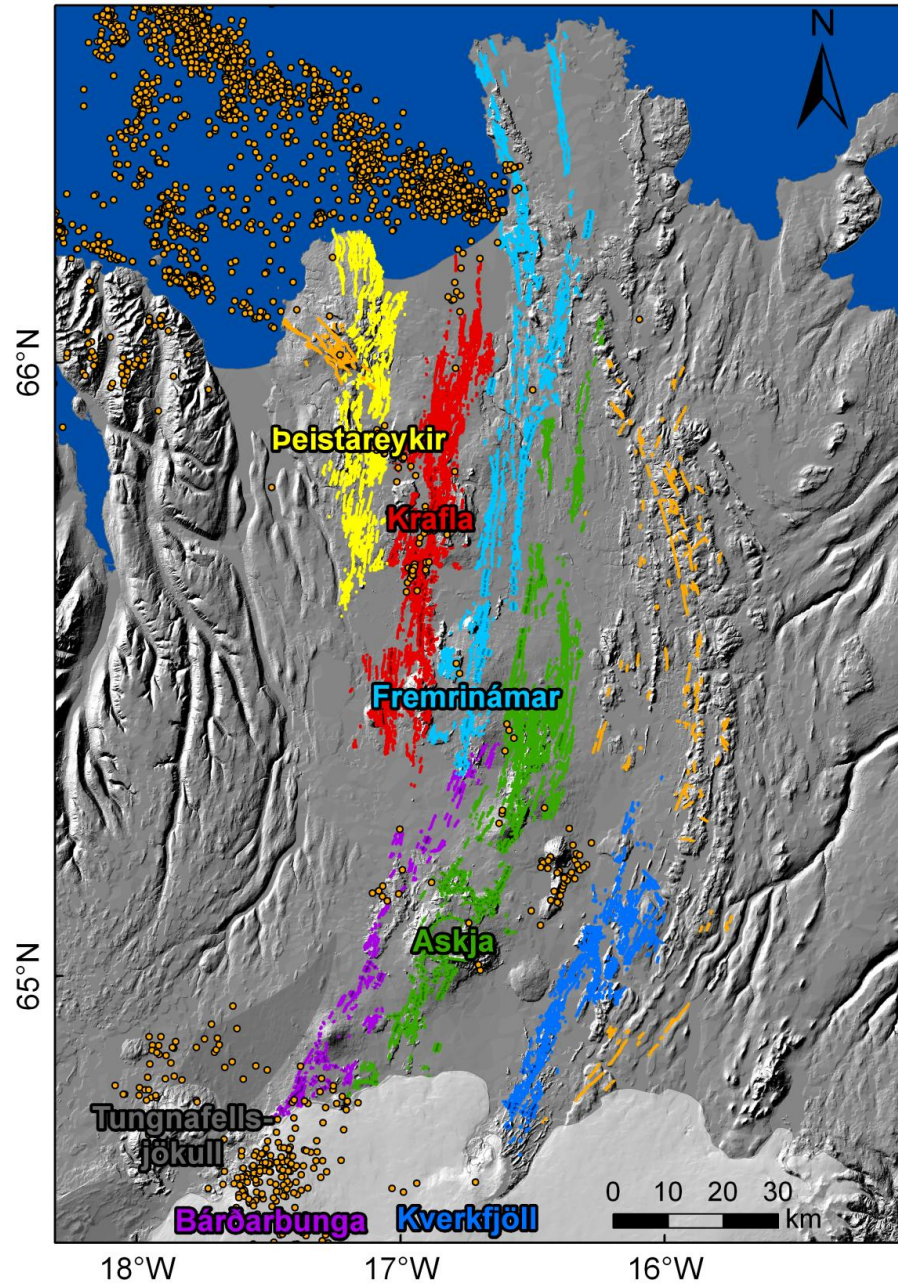 N
66°N
Þeistareykir
Krafla
Fremrinámar
65°N
Askja
Tungnafells-
jökull
Bárðarbunga
Kverkfjöll
0 10 20 30
km
18°W 17°W 16°W